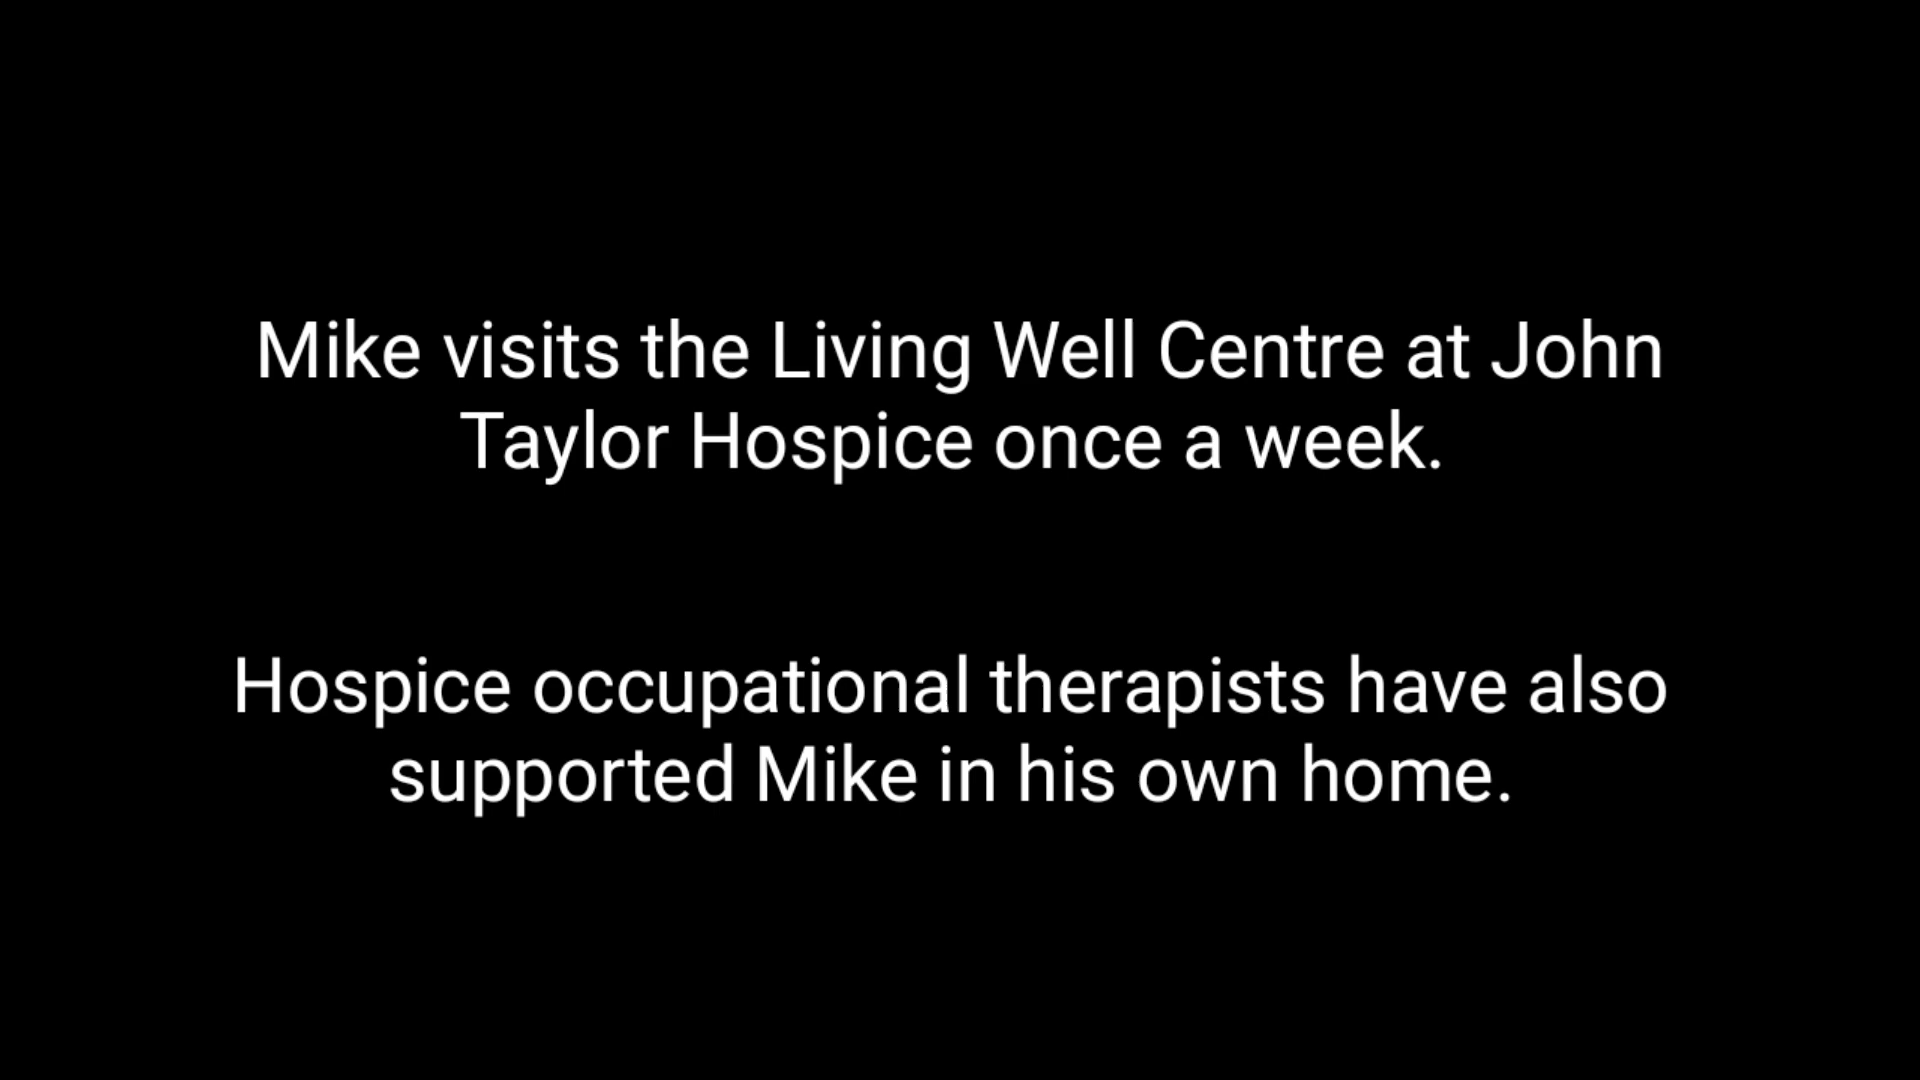 Mike visits the Living Well Centre at John
Taylor Hospice once a week.
Hospice occupational therapists have also
supported Mike in his own home.